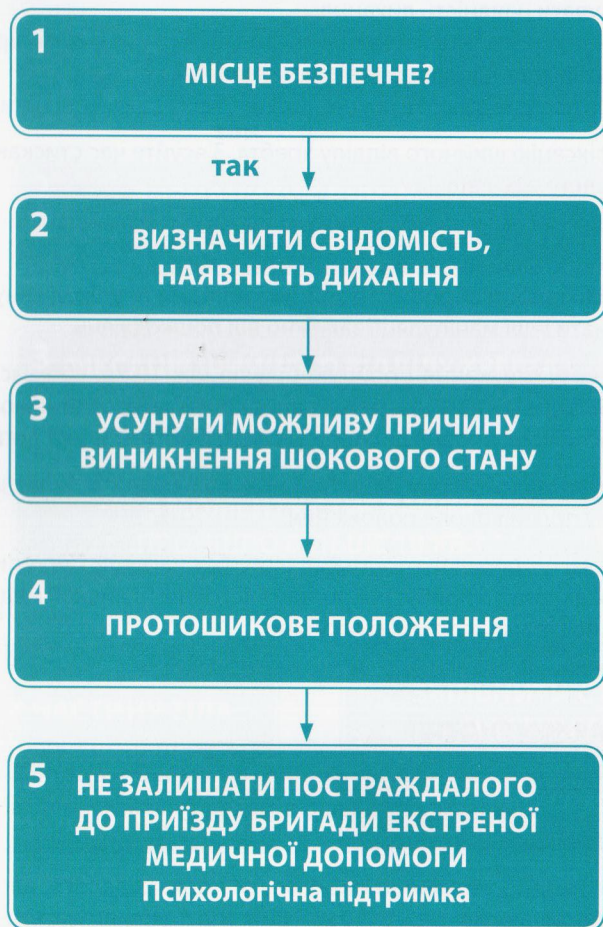 1
МІСЦЕ БЕЗПЕЧНЕ?
так
2
ВИЗНАЧИТИ СВІДОМІСТЬ,
НАЯВНІСТЬ ДИХАННЯ
3
УСУНУТИ МОЖЛИВУ ПРИЧИНУ
ВИНИКНЕННЯ ШОКОВОГО СТАНУ
4
ПРОТОШИКОВЕ ПОЛОЖЕННЯ
5
НЕ ЗАЛИШАТИ ПОСТРАЖДАЛОГО
ДО ПРИЇЗДУ БРИГАДИ ЕКСТРЕНОЇ
МЕДИЧНОЇ ДОПОМОГИ
Психологічна підтримка